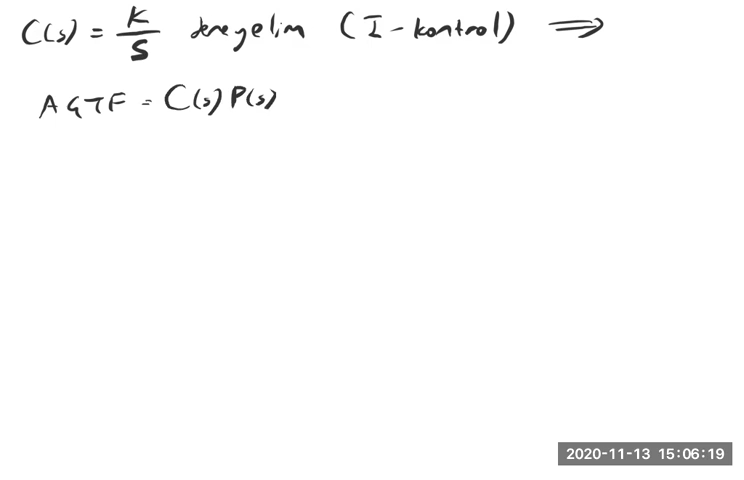 C(s) = K/S deneyelim (I - kontrol) ⟹
AGTF = C(s) P(s)
2020-11-13 15:06:19